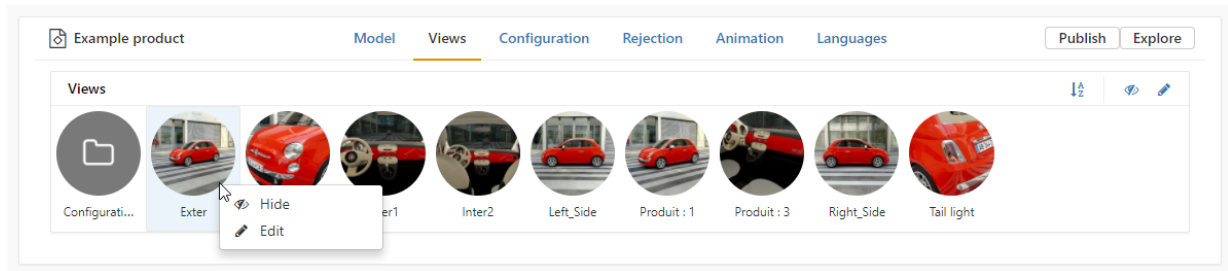 Example product
Model
Views
Configuration
Rejection
Animation
Languages
Publish
Explore
Views
Configurati...
Exter
er1
Inter2
Left_Side
Produit : 1
Produit : 3
Right_Side
Tail light
Hide
Edit